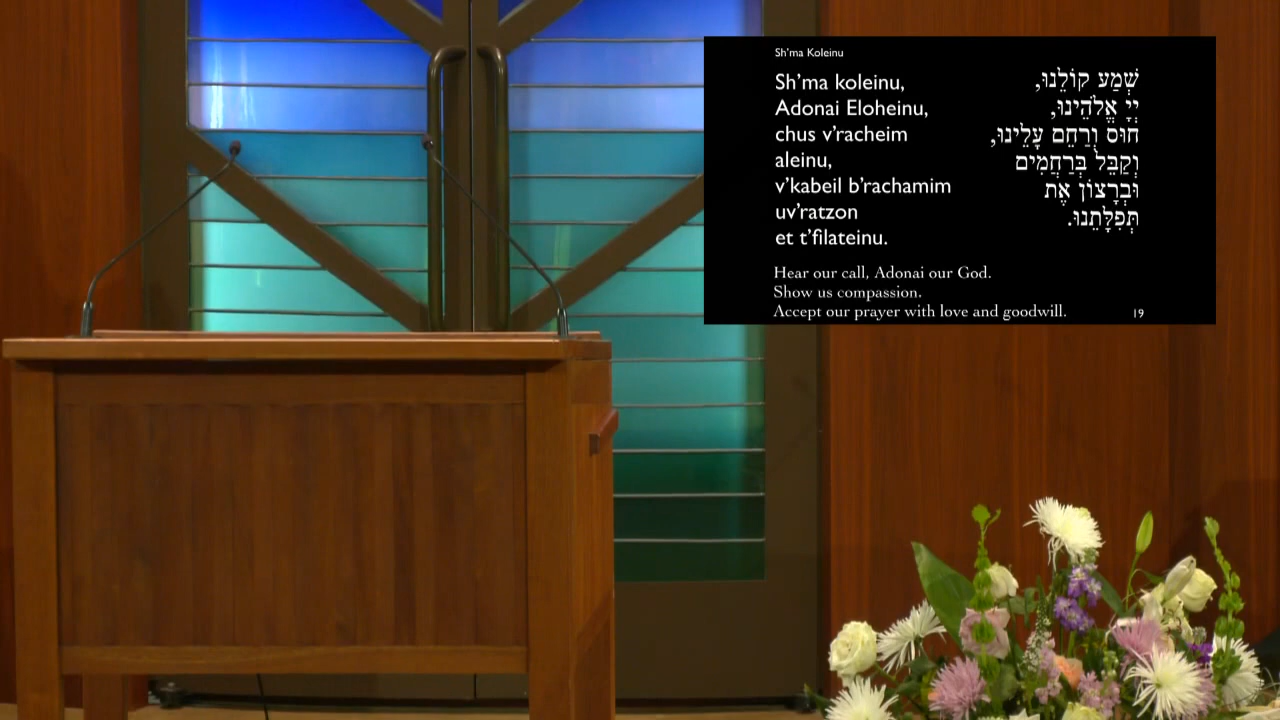 Sh'ma Koleinu
Sh'ma koleinu,
Adonai Eloheinu,
chus v'racheim
aleinu,
v'kabeil b'rachamim
uv'ratzon
et t'filateinu.
שְׁמַע קוֹלֵנוּ,
יְיָ אֱלֹהֵינוּ,
חוּס וְרַחֵם עָלֵינוּ,
וְקַבֵּל בְּרַחֲמִים
וּבְרָצוֹן אֶת
תְּפִלָּתֵנוּ.
Hear our call, Adonai our God.
Show us compassion.
Accept our prayer with love and goodwill.
19